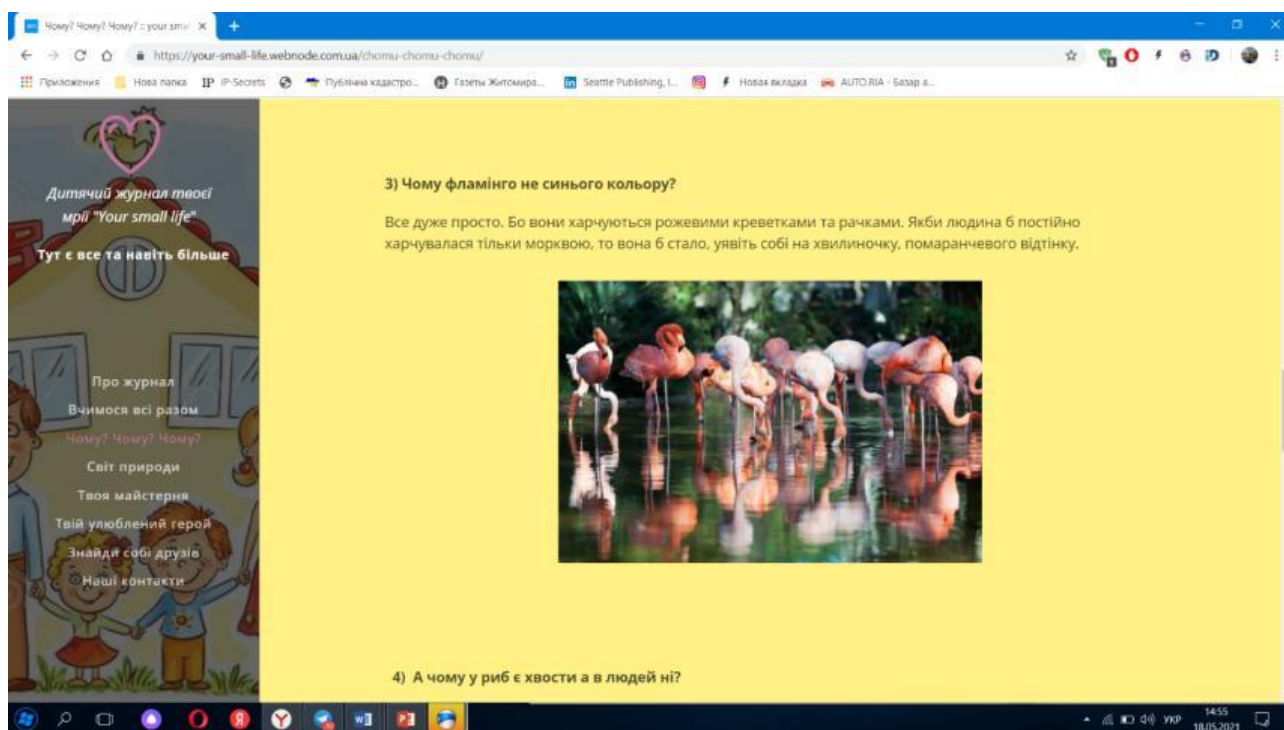 Чому? Чому? Чому? :: your smal
https://your-small-life.webnode.com.ua/chomu-chomu-chomu/
Приложения Нова папка IP IP-Secrets Публічна кадастро... Газеты Житомира... Seattle Publishing, I... Новая вкладка AUTO.RIA - Базар а...
Дитячий журнал твоєї
мрії "Your small life"
Тут є все та навіть більше
Про журнал
Вчимося всі разом
Чому? Чому? Чому?
Світ природи
Твоя майстерня
Твій улюблений герой
Знайди собі друзів
Наші контакти
3) Чому фламінго не синього кольору?
Все дуже просто. Бо вони харчуються рожевими креветками та рачками. Якби людина б постійно
харчувалася тільки морквою, то вона б стало, уявіть собі на хвилиночку, помаранчевого відтінку.
4) А чому у риб є хвости а в людей ні?
УКР
14:55
18.05.2021